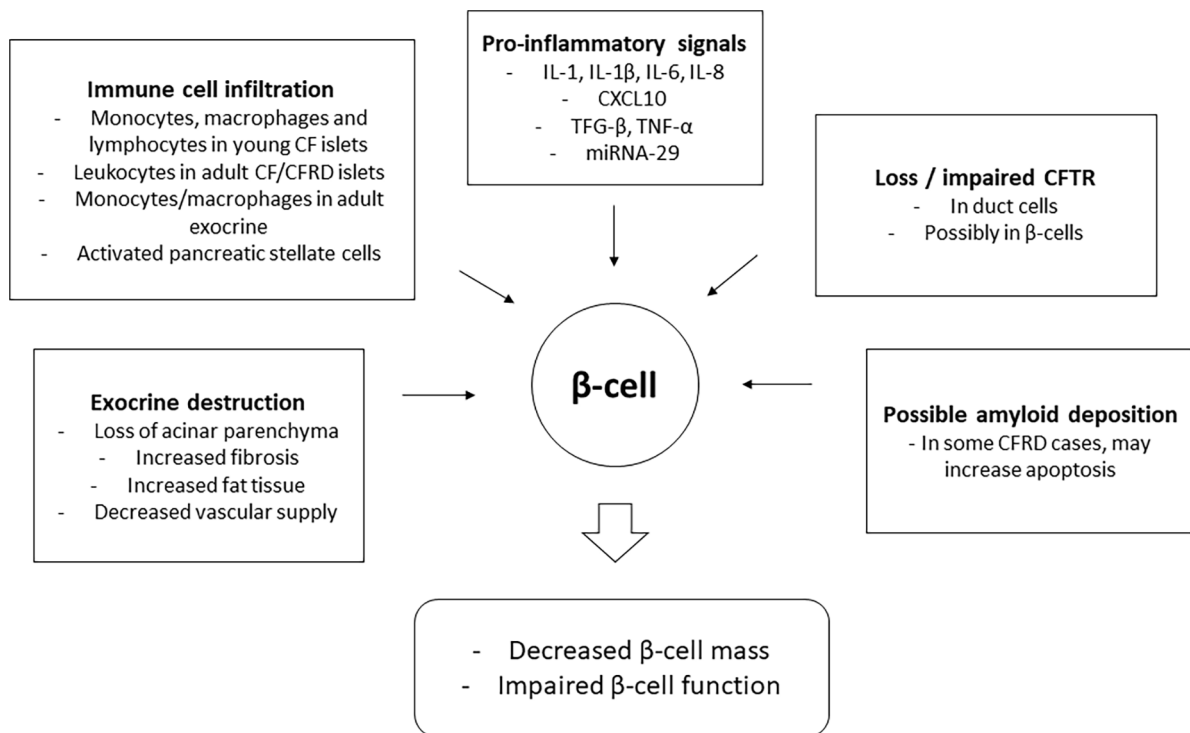 Immune cell infiltration
- Monocytes, macrophages and
lymphocytes in young CF islets
- Leukocytes in adult CF/CFRD islets
- Monocytes/macrophages in adult
exocrine
- Activated pancreatic stellate cells
Pro-inflammatory signals
- IL-1, IL-1β, IL-6, IL-8
- CXCL10
- TFG-β, TNF-α
- miRNA-29
Loss / impaired CFTR
- In duct cells
- Possibly in β-cells
Exocrine destruction
- Loss of acinar parenchyma
- Increased fibrosis
- Increased fat tissue
- Decreased vascular supply
β-cell
Possible amyloid deposition
- In some CFRD cases, may
increase apoptosis
- Decreased β-cell mass
- Impaired β-cell function